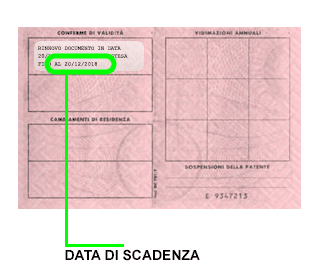 CONFERME DI VALIDITÀ
VIDIMAZIONI ANNUALI
RINNOVO DOCUMENTO IN DATA
20/
AL 20/12/2018
CAMBIAMENTI DI RESIDENZA
SOSPENSIONI DELLA PATENTE
E 9347213
DATA DI SCADENZA